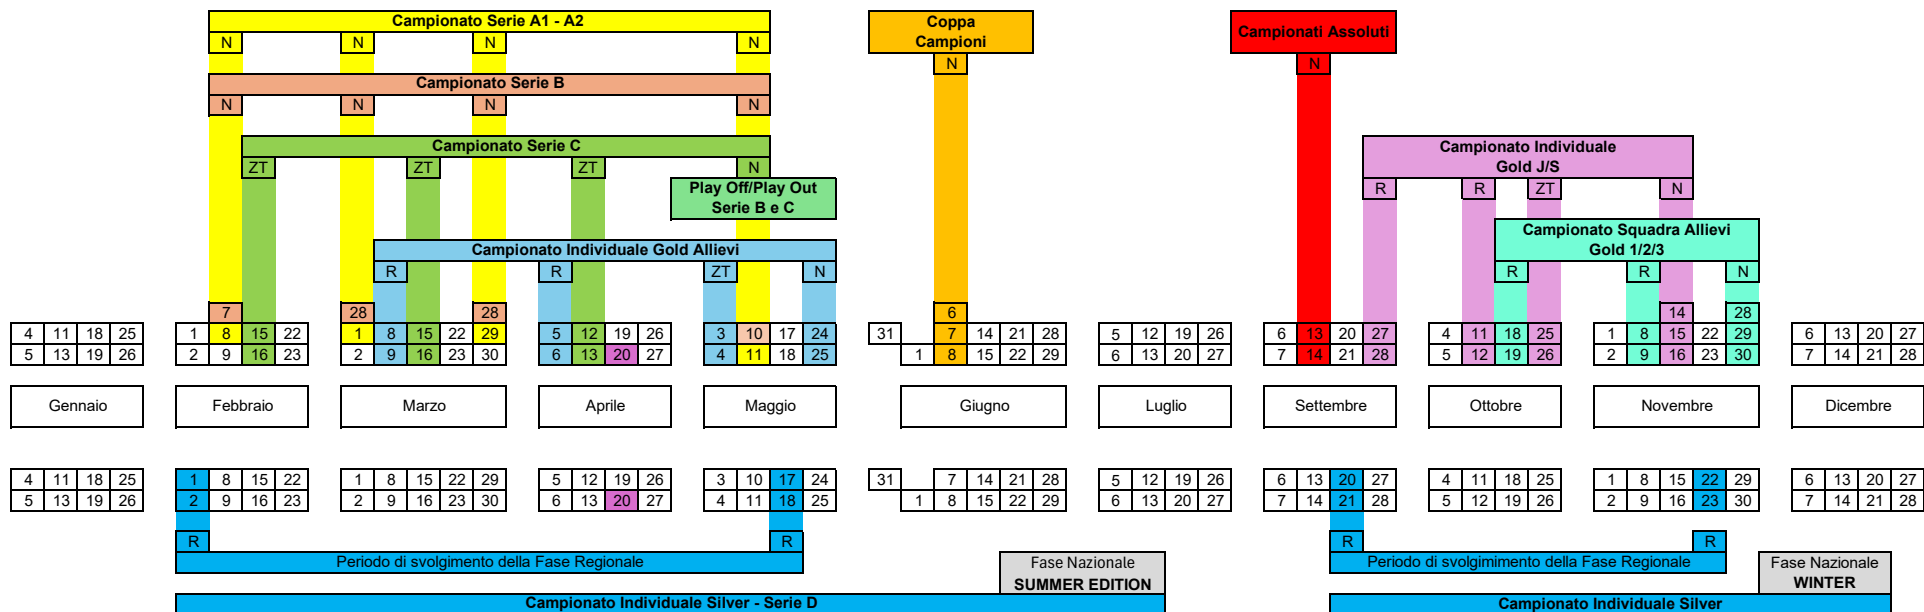 Campionato Serie A1 - A2
Coppa
Campioni
Campionati Assoluti
N N N N
N N
Campionato Serie B
N N N N
Campionato Serie C
Campionato Individuale
Gold J/S
ZT ZT ZT N
Play Off/Play Out
Serie B e C
R R ZT N
Campionato Squadra Allievi
Gold 1/2/3
Campionato Individuale Gold Allievi
R R ZT N
R R N
7 28 28 6 14 28
4 11 18 25 1 8 15 22 1 8 15 22 29 5 12 19 26 3 10 17 24 31 7 14 21 28 5 12 19 26 6 13 20 27 4 11 18 25 1 8 15 22 29 6 13 20 27
5 13 19 26 2 9 16 23 2 9 16 23 30 6 13 20 27 4 11 18 25 1 8 15 22 29 6 13 20 27 7 14 21 28 5 12 19 26 2 9 16 23 30 7 14 21 28
Gennaio Febbraio Marzo Aprile Maggio Giugno Luglio Settembre Ottobre Novembre Dicembre
4 11 18 25 1 8 15 22 1 8 15 22 29 5 12 19 26 3 10 17 24 31 7 14 21 28 5 12 19 26 6 13 20 27 4 11 18 25 1 8 15 22 29 6 13 20 27
5 13 19 26 2 9 16 23 2 9 16 23 30 6 13 20 27 4 11 18 25 1 8 15 22 29 6 13 20 27 7 14 21 28 5 12 19 26 2 9 16 23 30 7 14 21 28
R R R R
Periodo di svolgimento della Fase Regionale
Fase Nazionale
SUMMER EDITION
Periodo di svolgimimento della Fase Regionale
Fase Nazionale
WINTER
Campionato Individuale Silver - Serie D
Campionato Individuale Silver